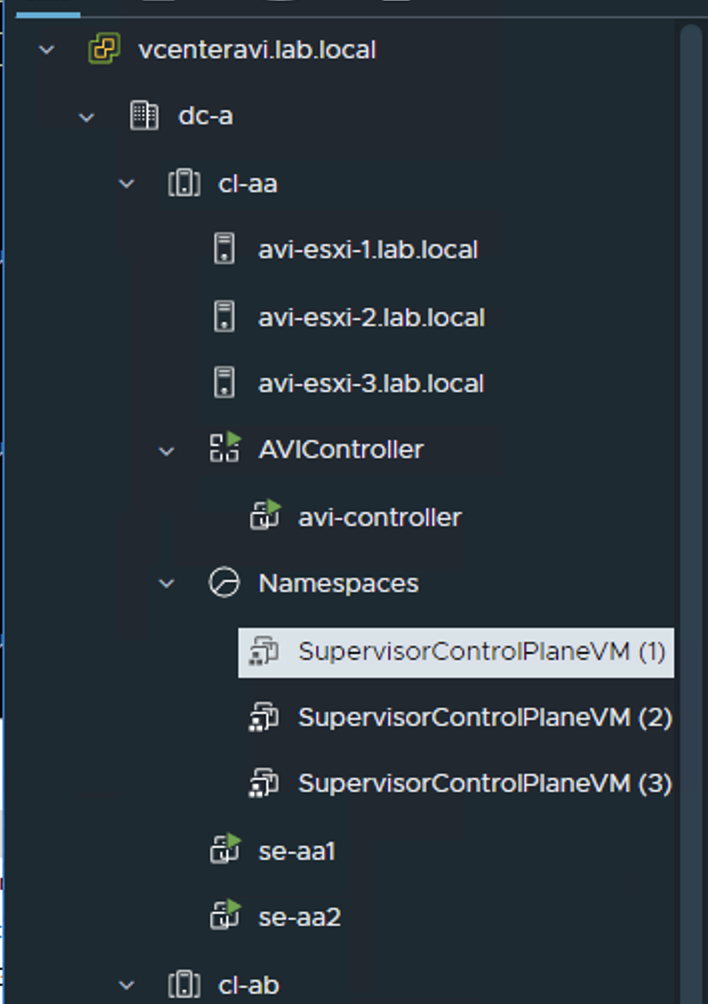 vcenteravi.lab.local
dc-a
cl-aa
avi-esxi-1.lab.local
avi-esxi-2.lab.local
avi-esxi-3.lab.local
AVIController
avi-controller
Namespaces
SupervisorControlPlaneVM (1)
SupervisorControlPlaneVM (2)
SupervisorControlPlaneVM (3)
se-aa1
se-aa2
cl-ab